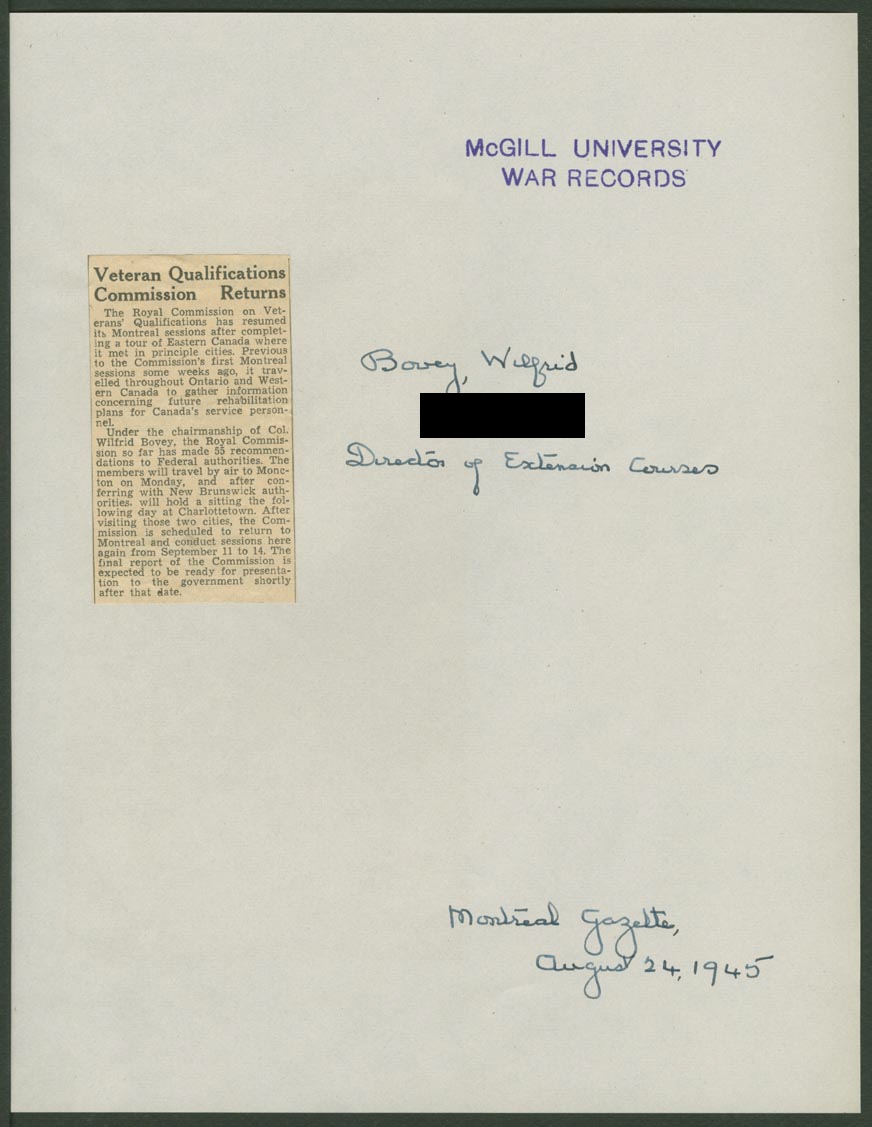 McGILL UNIVERSITY
WAR RECORDS
Veteran Qualifications
Commission Returns
The Royal Commission on Vet-
erans' Qualifications has resumed
its Montreal sessions after complet-
ing a tour of Eastern Canada where
it met in principle cities. Previous
to the Commission's first Montreal
sessions some weeks ago, it trav-
elled throughout Ontario and West-
ern Canada to gather information
concerning future rehabilitation
plans for Canada's service person-
nel.
Under the chairmanship of Col.
Wilfrid Bovey, the Royal Commis-
sion so far has made 55 recommen-
dations to Federal authorities. The
members will travel by air to Monc-
ton on Monday, and after con-
ferring with New Brunswick auth-
orities, will hold a sitting the fol-
lowing day at Charlottetown. After
visiting those two cities, the Com-
mission is scheduled to return to
Montreal and conduct sessions here
again from September 11 to 14. The
final report of the Commission is
expected to be ready for presenta-
tion to the government shortly
after that date.
Bovey, Wilfrid
Director of Extension Courses
Montreal Gazette,
August 24, 1945